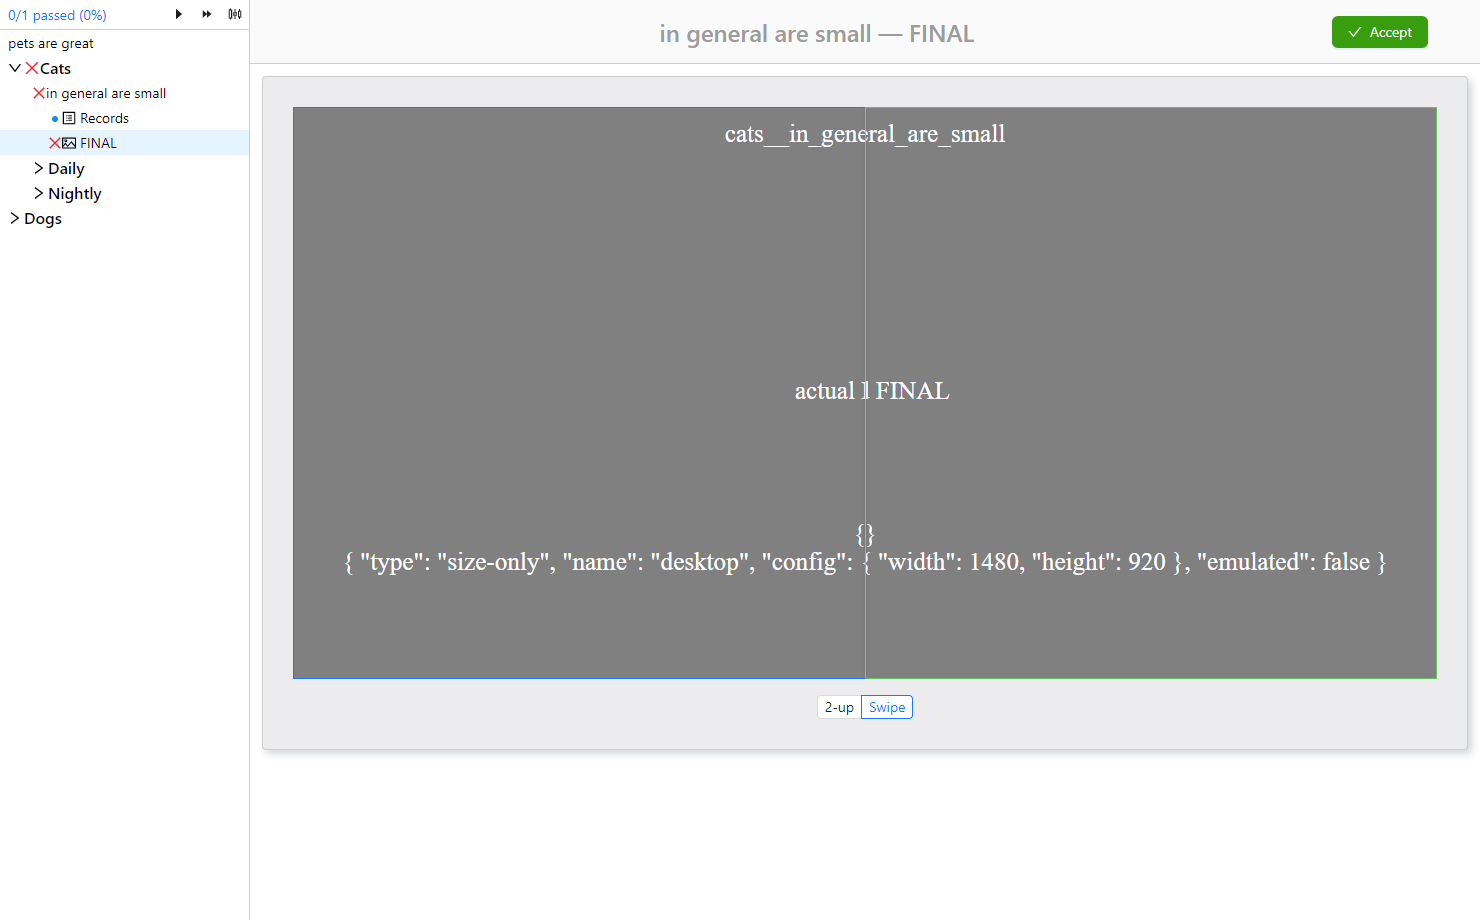 0/1 passed (0%)
in general are small — FINAL
Accept
pets are great
Cats
in general are small
Records
FINAL
Daily
Nightly
Dogs
cats__in_general_are_small
actual FINAL
{}
{ "type": "size-only", "name": "desktop", "config": { "width": 1480, "height": 920 }, "emulated": false }
2-up
Swipe